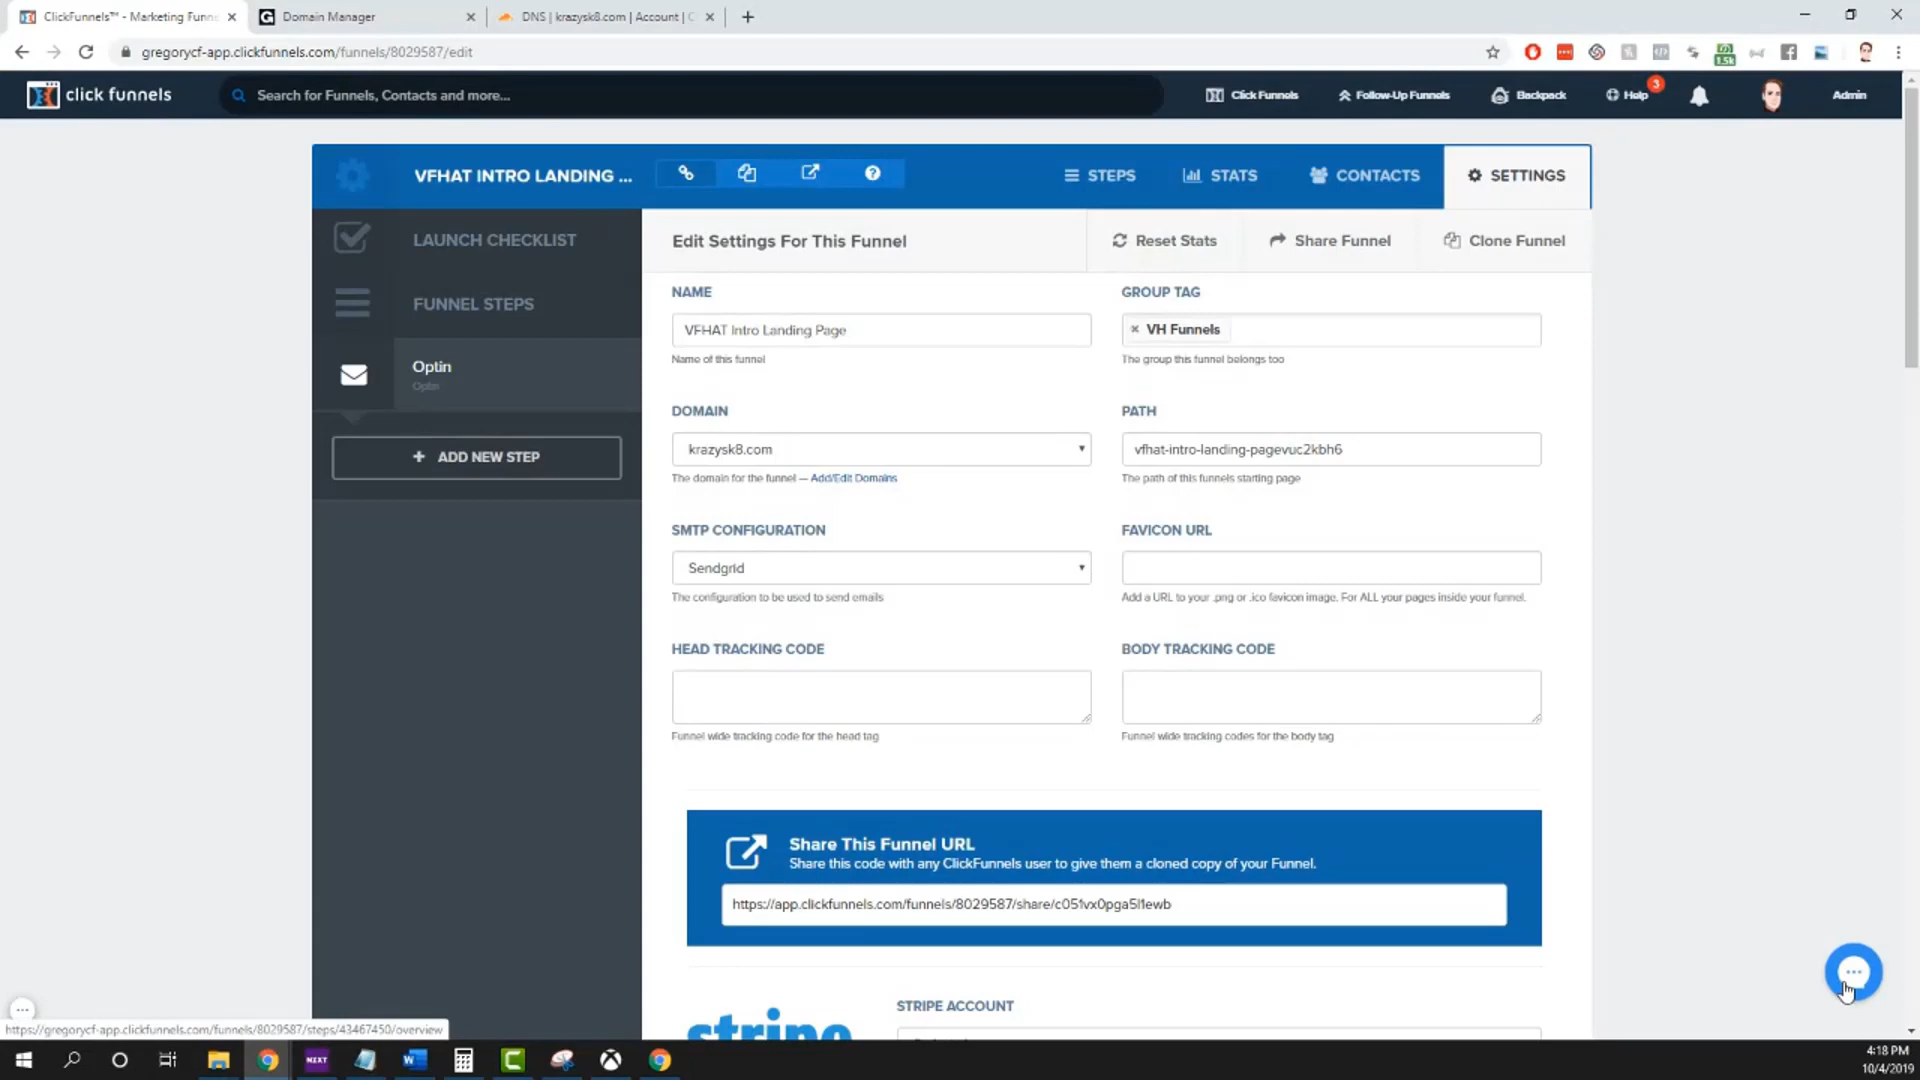 ClickFunnels™ - Marketing Funn
Domain Manager
DNS | krazysk8.com | Account | C
gregorycf-app.clickfunnels.com/funnels/8029587/edit
1.5k
click funnels
Search for Funnels, Contacts and more...
ClickFunnels
Follow-Up Funnels
Backpack
Help
3
Admin
VFHAT INTRO LANDING ...
STEPS
STATS
CONTACTS
SETTINGS
LAUNCH CHECKLIST
FUNNEL STEPS
Optin
Optin
+ ADD NEW STEP
Edit Settings For This Funnel
Reset Stats
Share Funnel
Clone Funnel
NAME
VFHAT Intro Landing Page
Name of this funnel
GROUP TAG
× VH Funnels
The group this funnel belongs too
DOMAIN
krazysk8.com
The domain for the funnel — Add/Edit Domains
PATH
vfhat-intro-landing-pagevuc2kbh6
The path of this funnels starting page
SMTP CONFIGURATION
Sendgrid
The configuration to be used to send emails
FAVICON URL
Add a URL to your .png or .ico favicon image. For ALL your pages inside your funnel.
HEAD TRACKING CODE
Funnel wide tracking code for the head tag
BODY TRACKING CODE
Funnel wide tracking codes for the body tag
Share This Funnel URL
Share this code with any ClickFunnels user to give them a cloned copy of your Funnel.
https://app.clickfunnels.com/funnels/8029587/share/c051vx0pga5l1ewb
stripe
STRIPE ACCOUNT
https://gregorycf-app.clickfunnels.com/funnels/8029587/steps/43467450/overview
NIXT
4:18 PM
10/4/2019